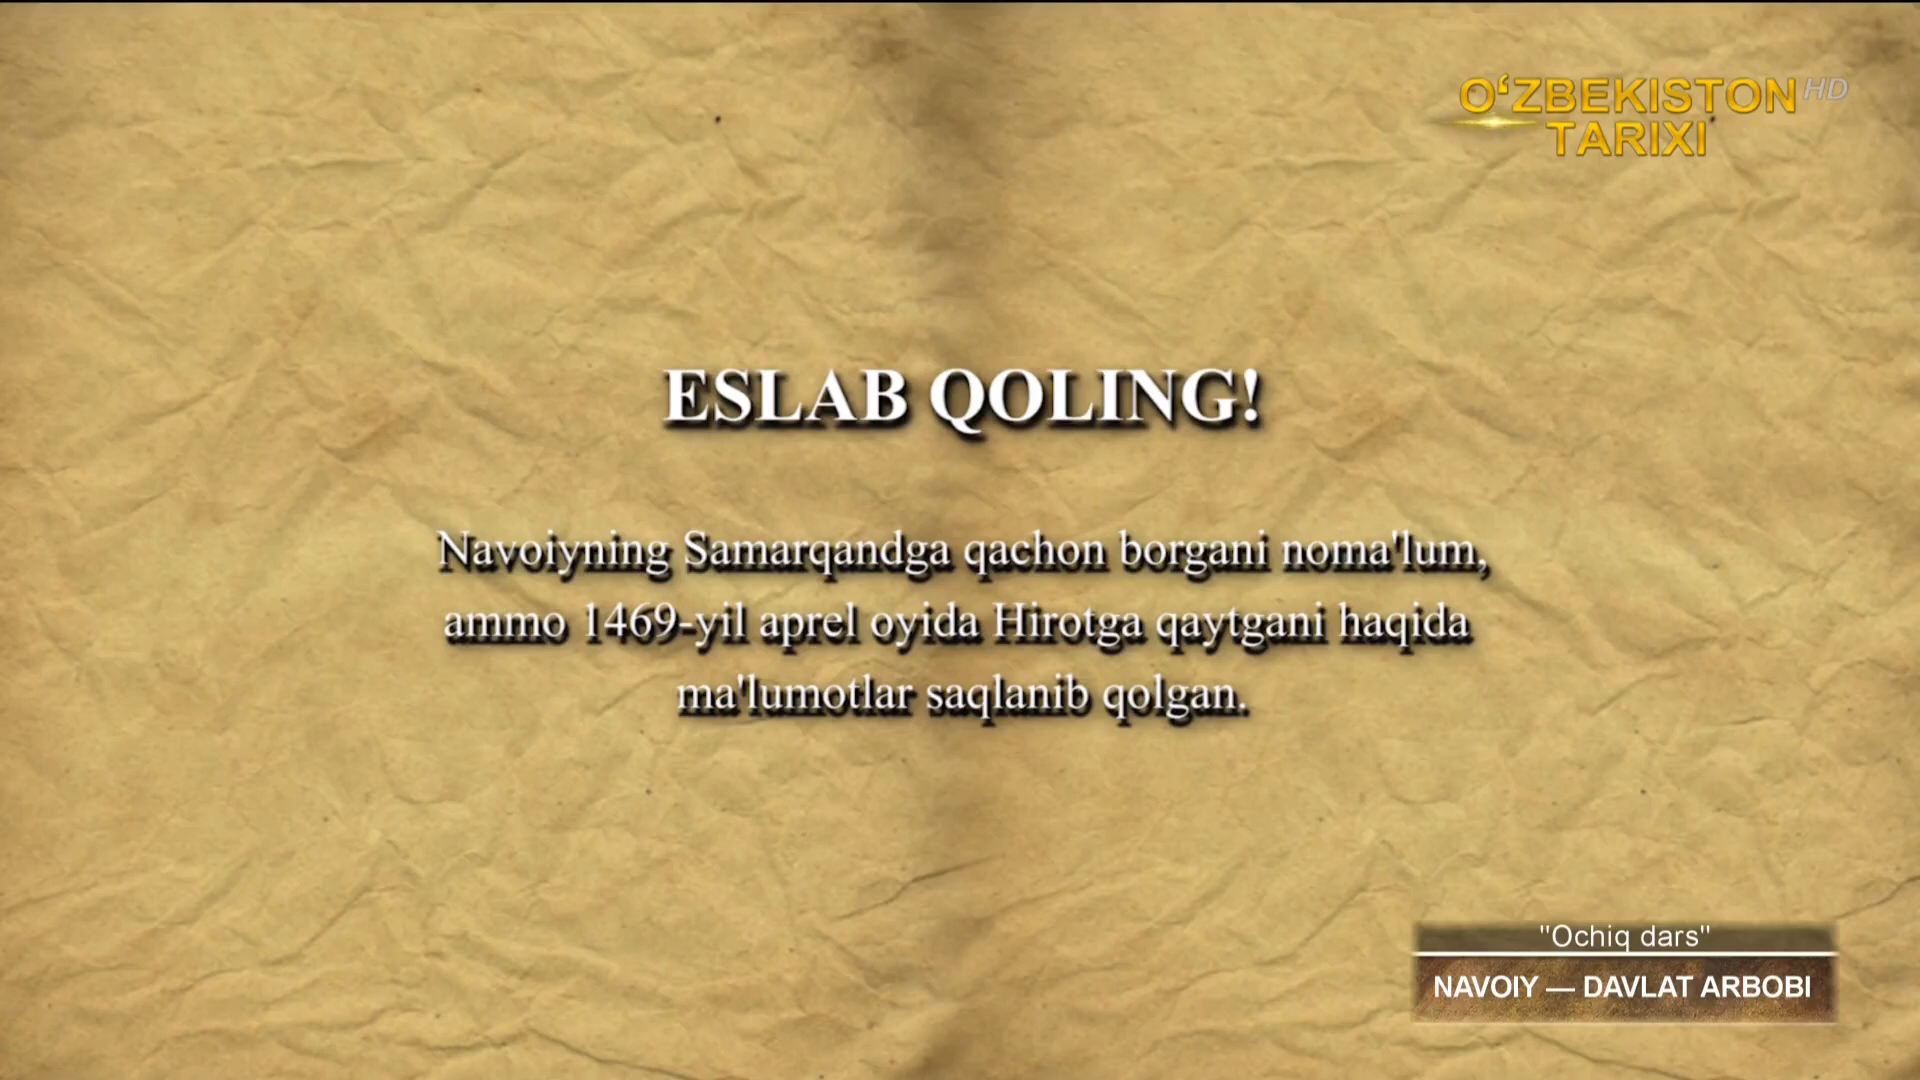 O‘ZBEKISTON HD
TARIXI
ESLAB QOLING!
Navoiyning Samarqandga qachon borgani noma'lum,
ammo 1469-yil aprel oyida Hirotga qaytgani haqida
ma'lumotlar saqlanib qolgan.
"Ochiq dars"
NAVOIY — DAVLAT ARBOBI